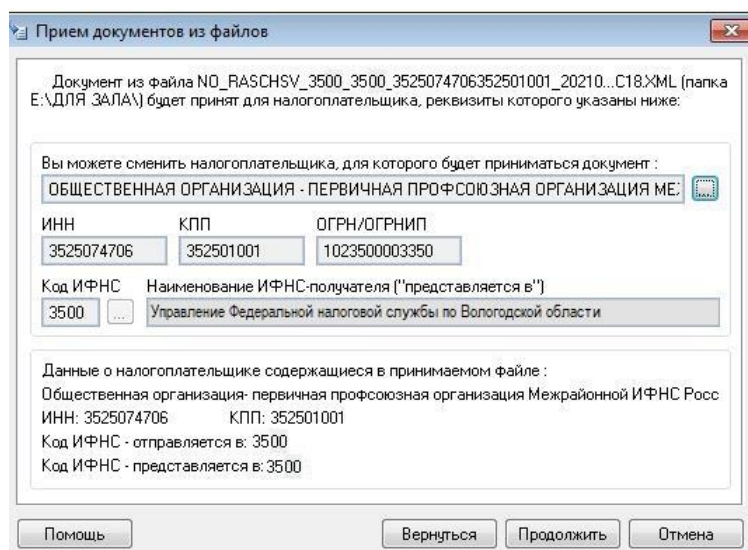 Прием документов из файлов
Документ из файла NO_RASCHSV_3500_3500_3525074706352501001_20210...C18.XML (папка
E:\ДЛЯ ЗАЛА\) будет принят для налогоплательщика, реквизиты которого указаны ниже:
Вы можете сменить налогоплательщика, для которого будет приниматься документ :
ОБЩЕСТВЕННАЯ ОРГАНИЗАЦИЯ - ПЕРВИЧНАЯ ПРОФСОЮЗНАЯ ОРГАНИЗАЦИЯ МЕ: ...
ИНН КПП ОГРН/ОГРНИП
3525074706 352501001 1023500003350
Код ИФНС Наименование ИФНС-получателя ("представляется в")
3500 ... Управление Федеральной налоговой службы по Вологодской области
Данные о налогоплательщике содержащиеся в принимаемом файле :
Общественная организация- первичная профсоюзная организация Межрайонной ИФНС Росс
ИНН: 3525074706 КПП: 352501001
Код ИФНС - отправляется в: 3500
Код ИФНС - представляется в: 3500
Помощь Вернуться Продолжить Отмена